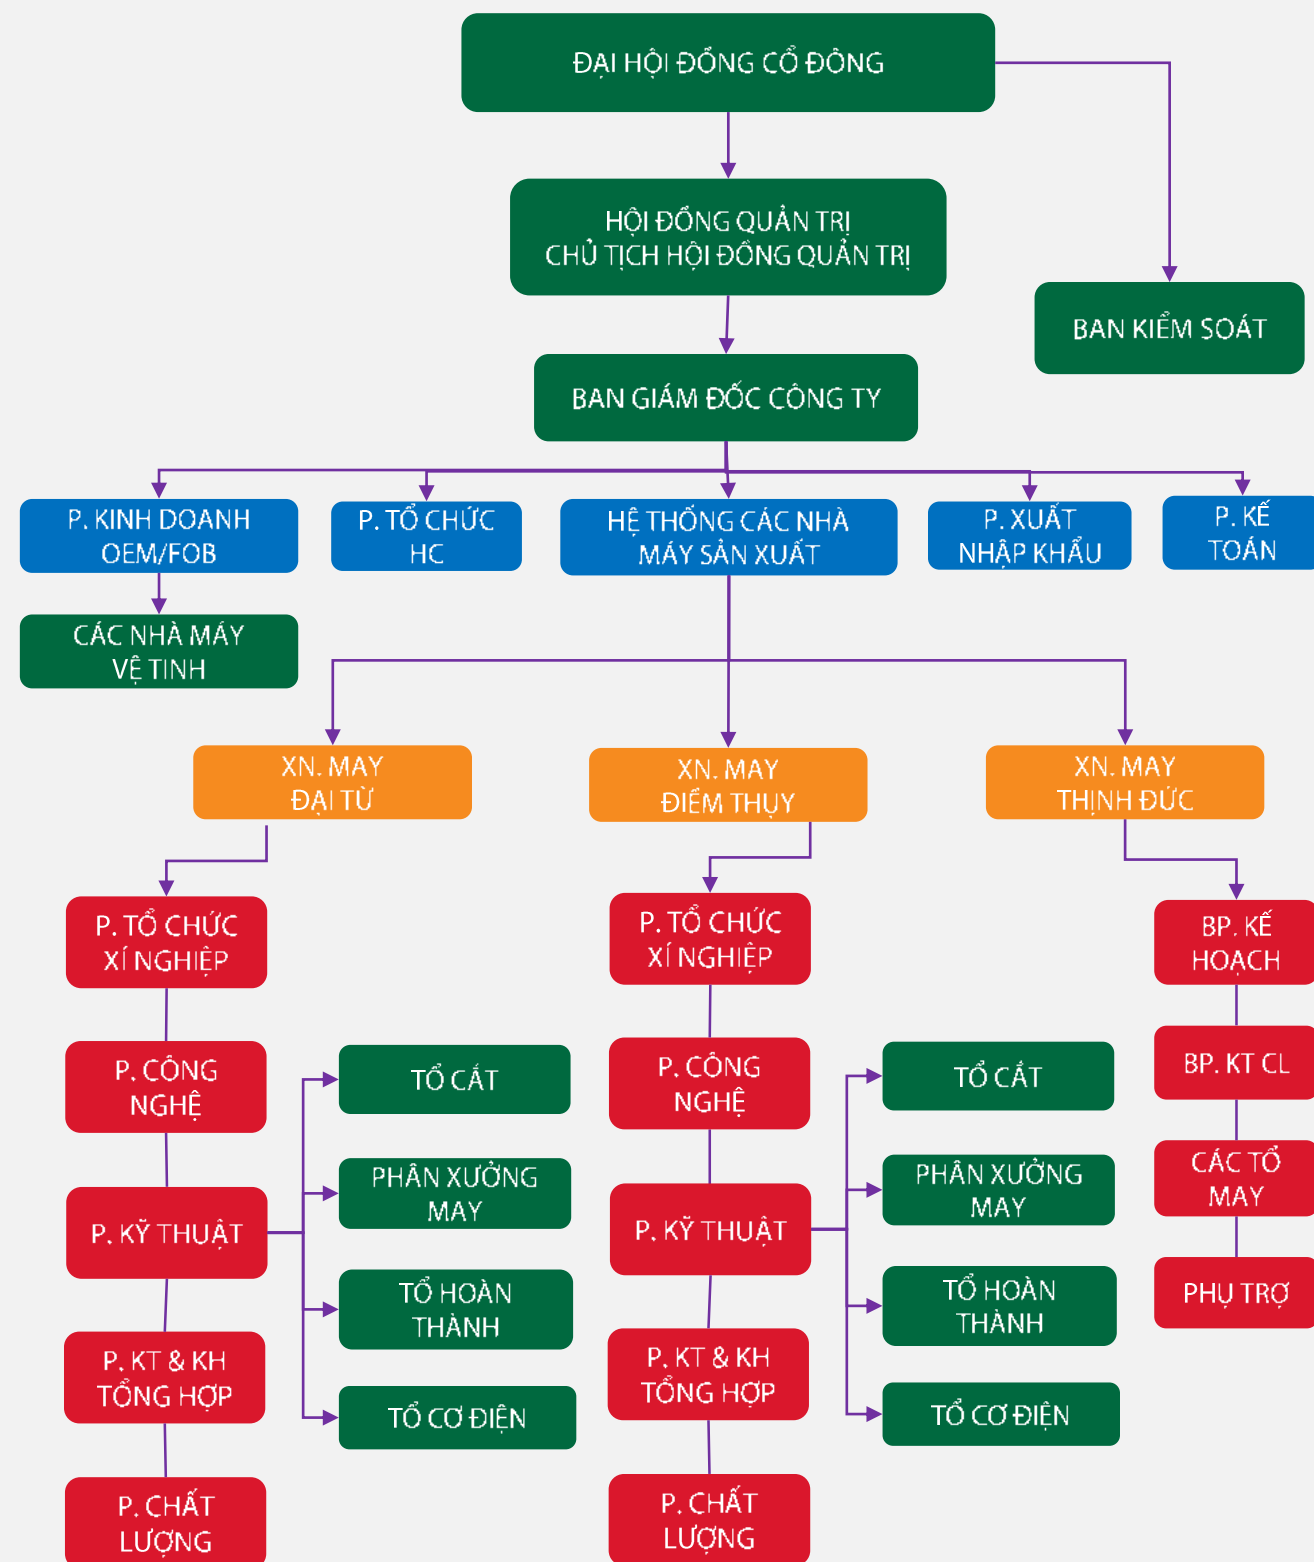 ĐẠI HỘI ĐỒNG CỔ ĐÔNG
HỘI ĐỒNG QUẢN TRỊ
CHỦ TỊCH HỘI ĐỒNG QUẢN TRỊ
BAN KIỂM SOÁT
BAN GIÁM ĐỐC CÔNG TY
P. KINH DOANH
OEM/FOB
P. TỔ CHỨC
HC
HỆ THỐNG CÁC NHÀ
MÁY SẢN XUẤT
P. XUẤT
NHẬP KHẨU
P. KẾ
TOÁN
CÁC NHÀ MÁY
VỆ TINH
XN. MAY
ĐẠI TỪ
XN. MAY
ĐIỀM THỤY
XN. MAY
THỊNH ĐỨC
P. TỔ CHỨC
XÍ NGHIỆP
P. CÔNG
NGHỆ
P. KỸ THUẬT
P. KT & KH
TỔNG HỢP
P. CHẤT
LƯỢNG
TỔ CẮT
PHÂN XƯỞNG
MAY
TỔ HOÀN
THÀNH
TỔ CƠ ĐIỆN
P. TỔ CHỨC
XÍ NGHIỆP
P. CÔNG
NGHỆ
P. KỸ THUẬT
P. KT & KH
TỔNG HỢP
P. CHẤT
LƯỢNG
TỔ CẮT
PHÂN XƯỞNG
MAY
TỔ HOÀN
THÀNH
TỔ CƠ ĐIỆN
BP. KẾ
HOẠCH
BP. KT CL
CÁC TỔ
MAY
PHỤ TRỢ